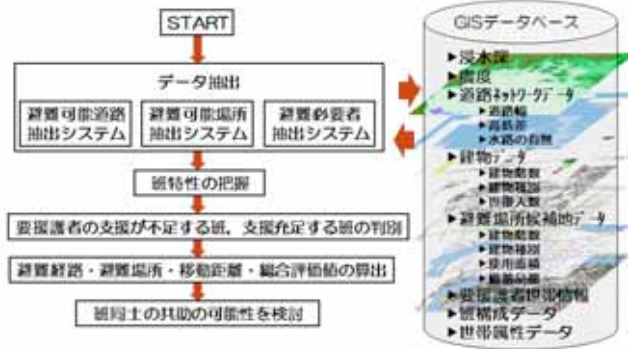 START
データ抽出
避難可能道路
抽出システム
避難可能場所
抽出システム
避難必要者
抽出システム
班特性の把握
要援護者の支援が不足する班，支援充足する班の判別
避難経路・避難場所・移動距離・総合評価値の算出
班同士の共助の可能性を検討
GISデータベース
▶浸水深
▶震度
▶道路ネットワークデータ
▶道路幅
▶高低差
▶水路の有無
▶建物データ
▶建物階数
▶建物種別
▶世帯人数
▶避難場所候補地データ
▶建物階数
▶建物種別
▶使用面積
▶要援護者世帯情報
▶班構成データ
▶世帯属性データ